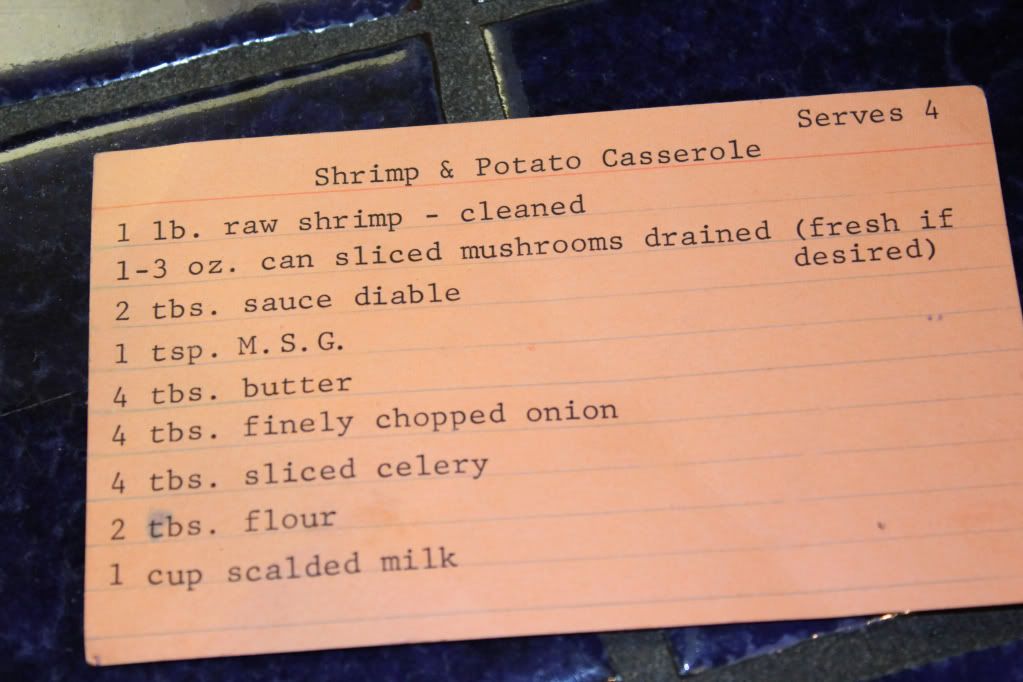 Serves 4
Shrimp & Potato Casserole
1 lb. raw shrimp - cleaned
1-3 oz. can sliced mushrooms drained (fresh if
desired)
2 tbs. sauce diable
1 tsp. M.S.G.
4 tbs. butter
4 tbs. finely chopped onion
4 tbs. sliced celery
2 tbs. flour
1 cup scalded milk